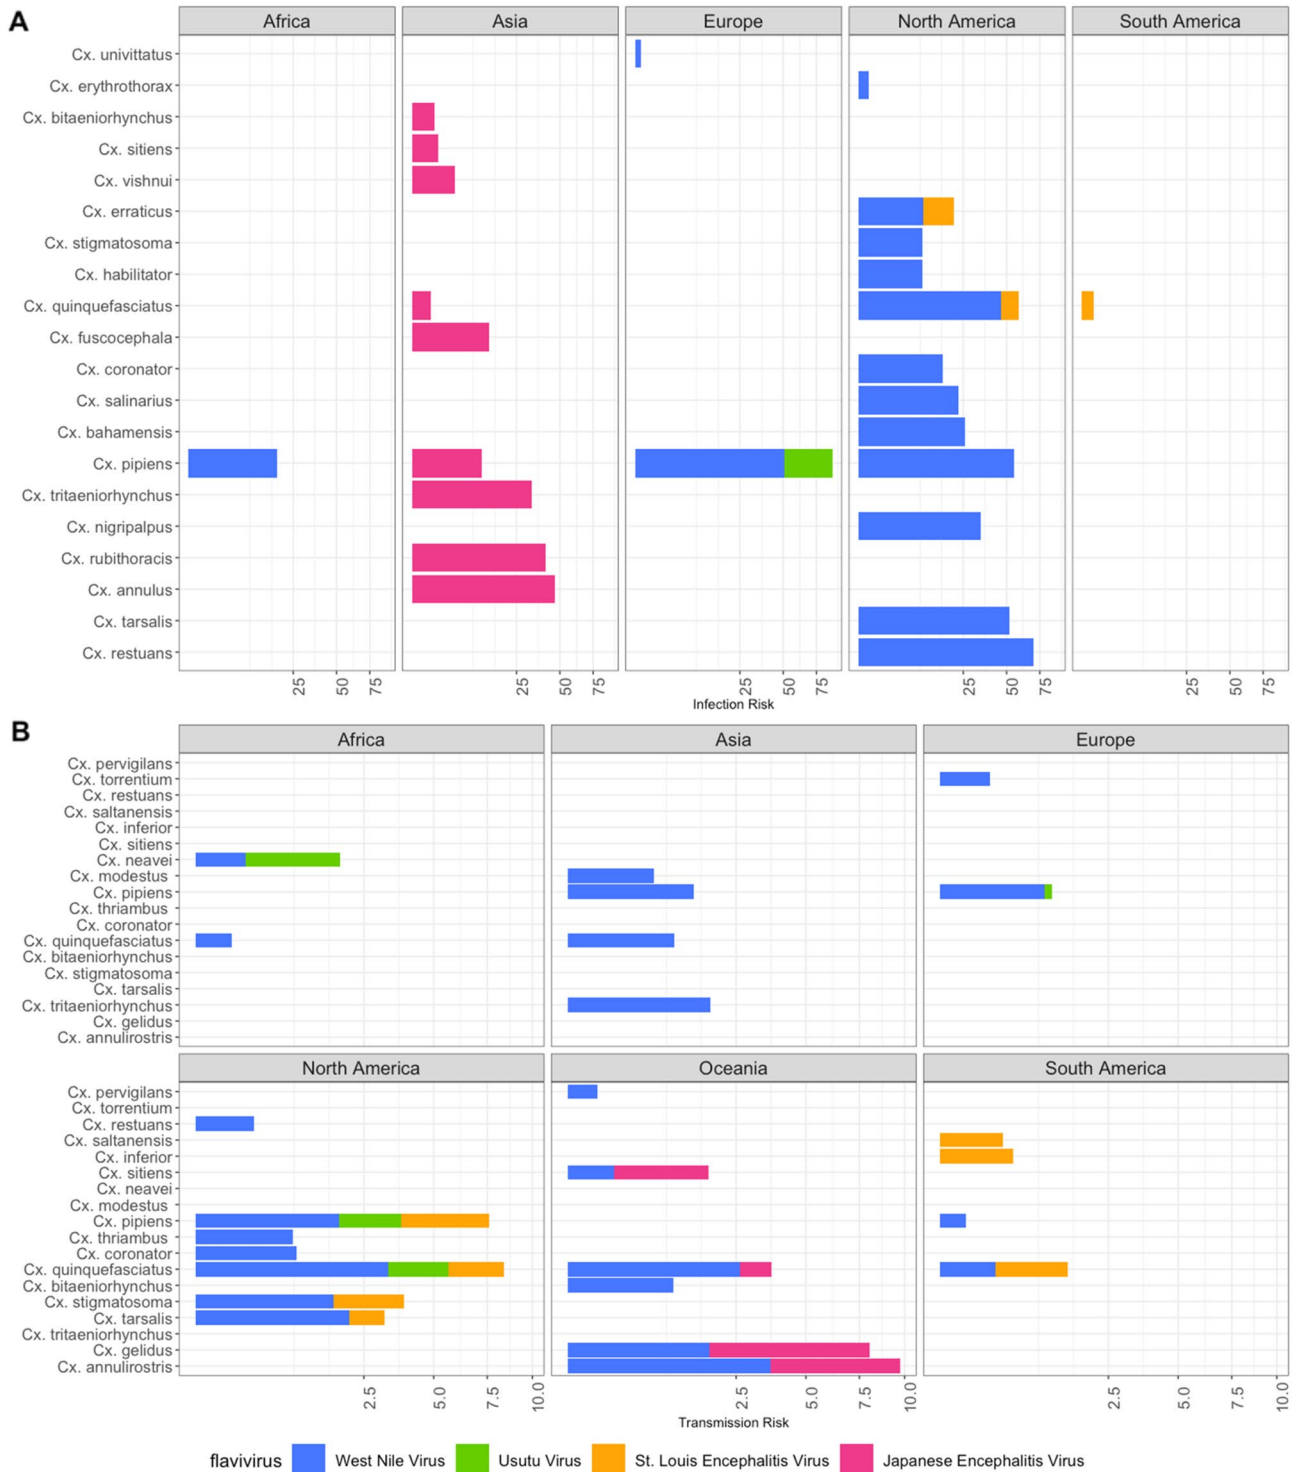 A
Africa
Asia
Europe
North America
South America
Cx. univittatus
Cx. erythrothorax
Cx. bitaeniorhynchus
Cx. sitiens
Cx. vishnui
Cx. erraticus
Cx. stigmatosoma
Cx. habilitator
Cx. quinquefasciatus
Cx. fuscocephala
Cx. coronator
Cx. salinarius
Cx. bahamensis
Cx. pipiens
Cx. tritaeniorhynchus
Cx. nigripalpus
Cx. rubithoracis
Cx. annulus
Cx. tarsalis
Cx. restuans
25 50 75 25 50 75 25 50 75 25 50 75 25 50 75
Infection Risk
B
Africa
Asia
Europe
Cx. pervigilans
Cx. torrentium
Cx. restuans
Cx. saltanensis
Cx. inferior
Cx. sitiens
Cx. neavei
Cx. modestus
Cx. pipiens
Cx. thriambus
Cx. coronator
Cx. quinquefasciatus
Cx. bitaeniorhynchus
Cx. stigmatosoma
Cx. tarsalis
Cx. tritaeniorhynchus
Cx. gelidus
Cx. annulirostris
North America
Oceania
South America
Cx. pervigilans
Cx. torrentium
Cx. restuans
Cx. saltanensis
Cx. inferior
Cx. sitiens
Cx. neavei
Cx. modestus
Cx. pipiens
Cx. thriambus
Cx. coronator
Cx. quinquefasciatus
Cx. bitaeniorhynchus
Cx. stigmatosoma
Cx. tarsalis
Cx. tritaeniorhynchus
Cx. gelidus
Cx. annulirostris
2.5 5.0 7.5 10.0 2.5 5.0 7.5 10.0 2.5 5.0 7.5 10.0
Transmission Risk
flavivirus West Nile Virus Usutu Virus St. Louis Encephalitis Virus Japanese Encephalitis Virus